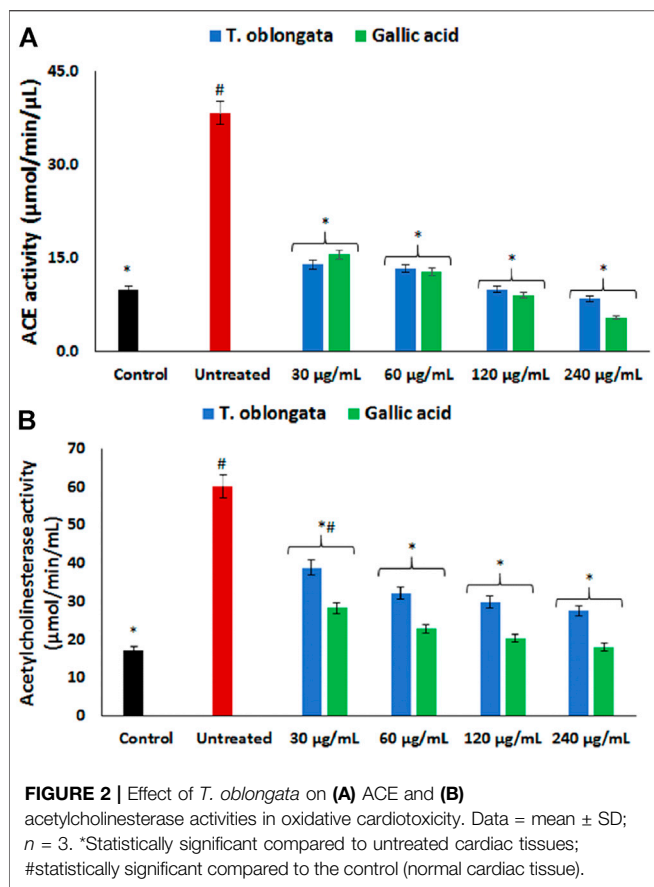 A
T. oblongata Gallic acid
ACE activity (µmol/min/µL)
45.0
30.0
15.0
0.0
#
*
*
*
*
*
Control Untreated 30 µg/mL 60 µg/mL 120 µg/mL 240 µg/mL
B
T. oblongata Gallic acid
Acetylcholinesterase activity
(µmol/min/mL)
70
60
50
40
30
20
10
0
#
*#
*
*
*
*
Control Untreated 30 µg/mL 60 µg/mL 120 µg/mL 240 µg/mL
FIGURE 2 | Effect of T. oblongata on (A) ACE and (B)
acetylcholinesterase activities in oxidative cardiotoxicity. Data = mean ± SD;
n = 3. *Statistically significant compared to untreated cardiac tissues;
#statistically significant compared to the control (normal cardiac tissue).